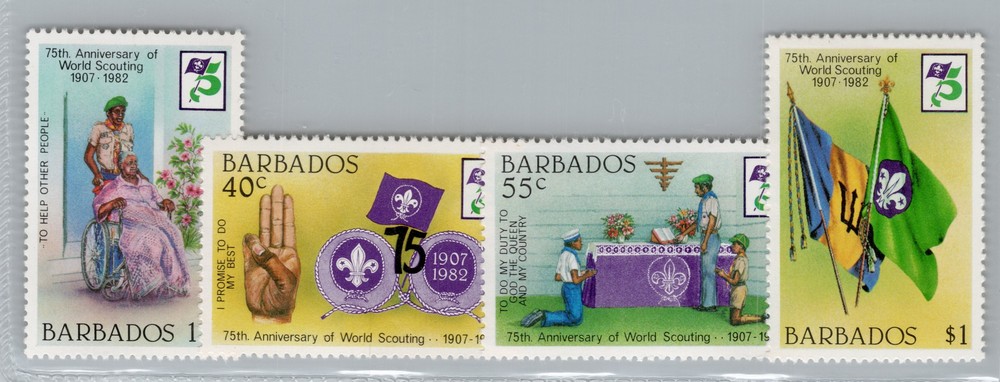 75th. Anniversary of
World Scouting
1907·1982
75
-TO HELP OTHER PEOPLE-
BARBADOS 1
BARBADOS
40c
I PROMISE TO DO
MY BEST
75
1907
1982
75th. Anniversary of World Scouting ·· 1907-19
BARBADOS
55c
TO DO MY DUTY TO
GOD THE QUEEN
AND MY COUNTRY
75th. Anniversary of World Scouting ·· 1907-19
75th. Anniversary of
World Scouting
1907·1982
75
BARBADOS $1